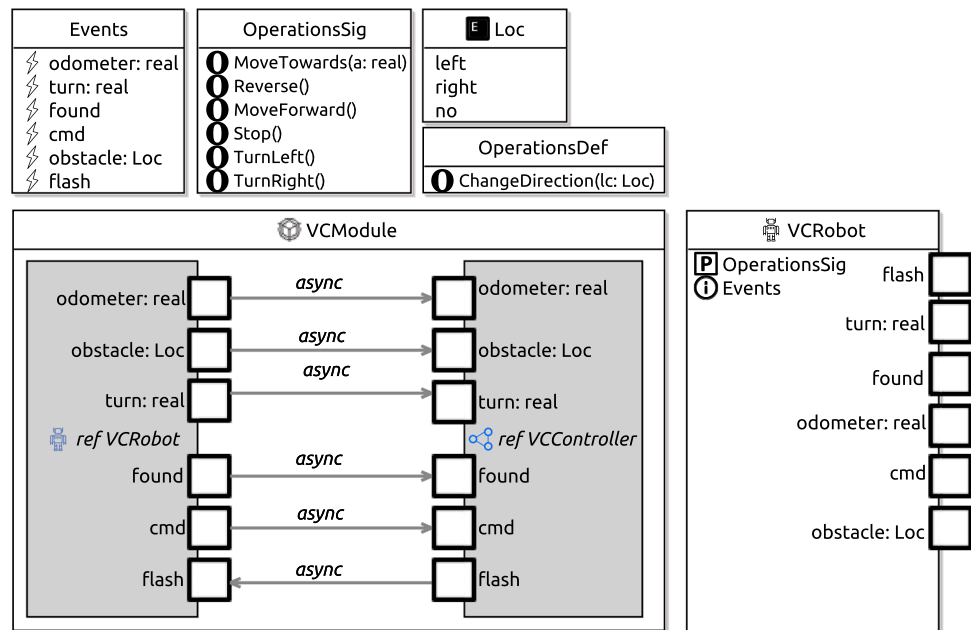 Events
odometer: real
turn: real
found
cmd
obstacle: Loc
flash
OperationsSig
O MoveTowards(a: real)
O Reverse()
O MoveForward()
O Stop()
O TurnLeft()
O TurnRight()
E Loc
left
right
no
OperationsDef
O ChangeDirection(lc: Loc)
VCModule
odometer: real
async
odometer: real
obstacle: Loc
async
obstacle: Loc
turn: real
async
turn: real
ref VCRobot
ref VCController
found
async
found
cmd
async
cmd
flash
async
flash
VCRobot
P OperationsSig
i Events
flash
turn: real
found
odometer: real
cmd
obstacle: Loc